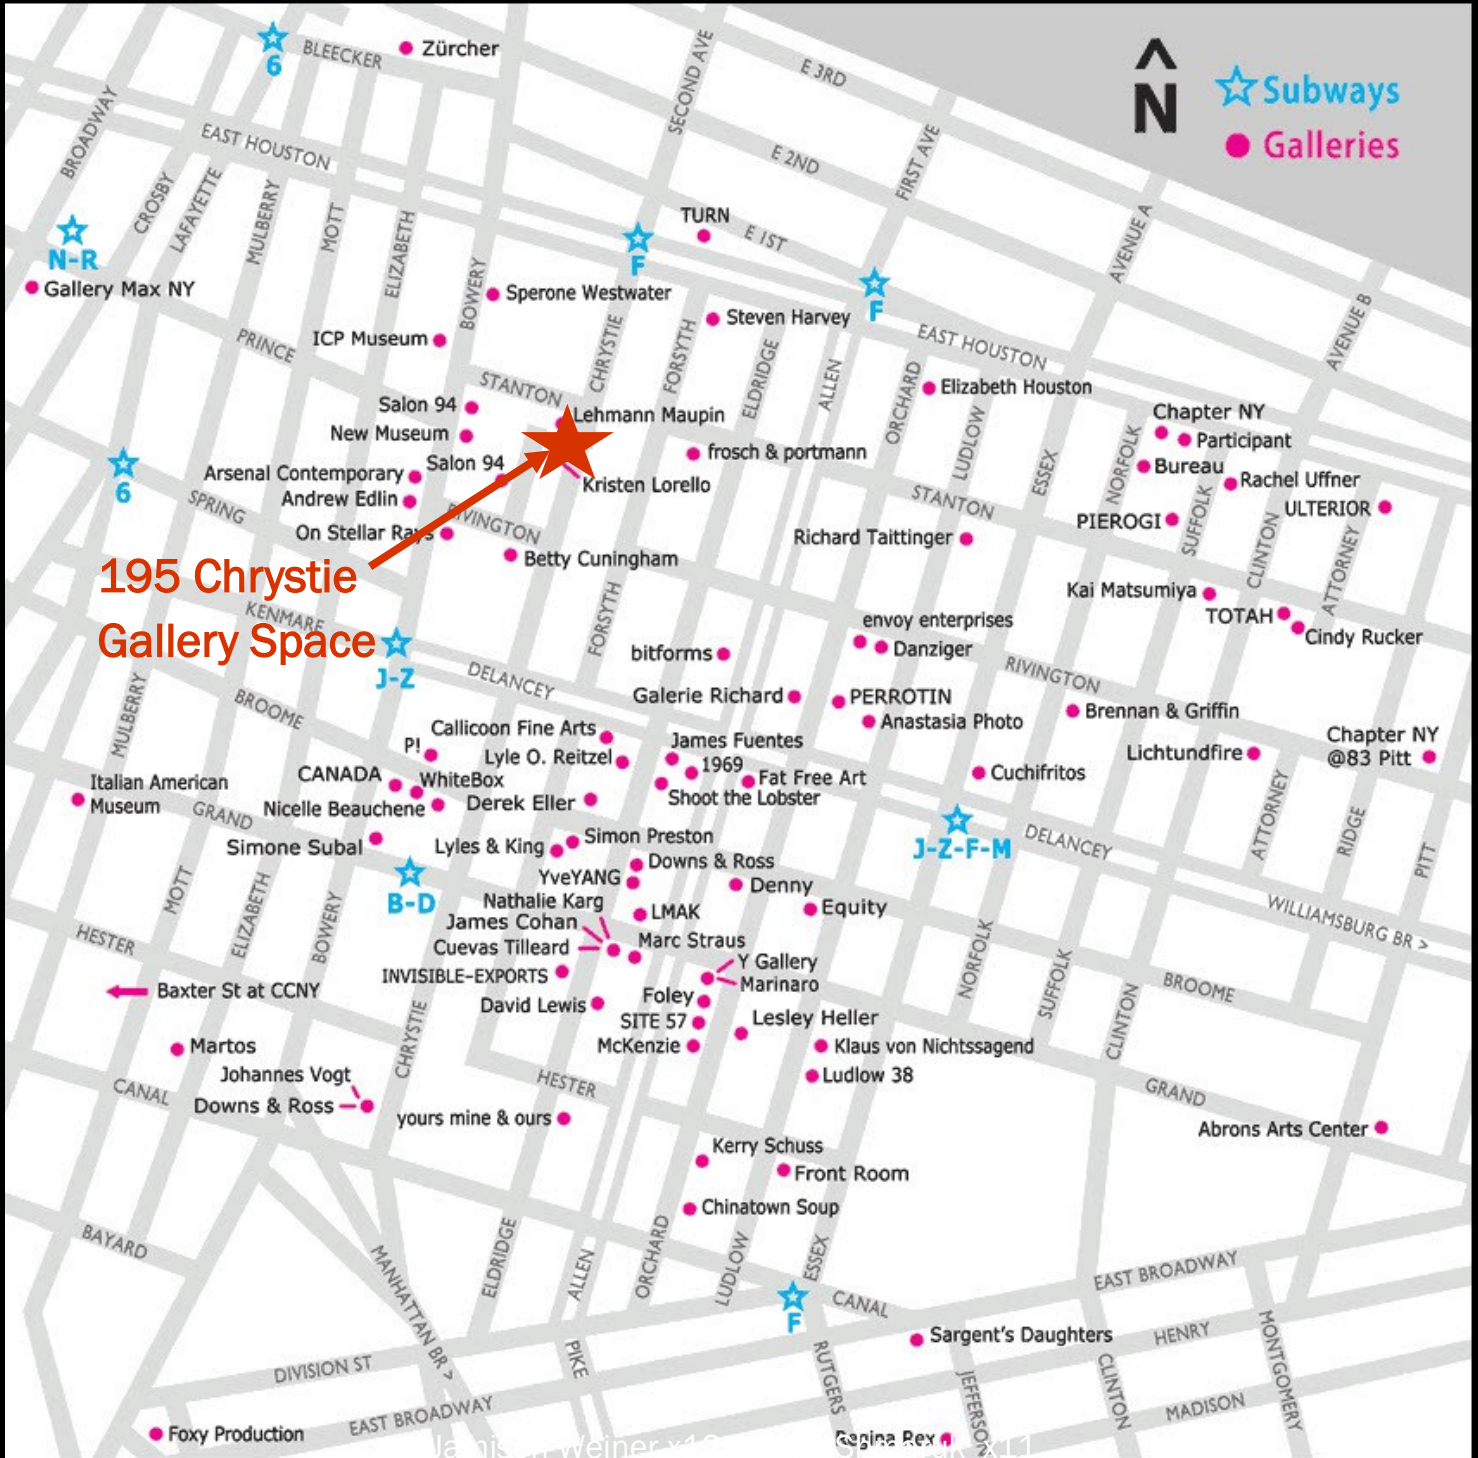 BLEECKER
Zürcher
6
SECOND AVE
E 3RD
N
Subways
Galleries
BROADWAY
EAST HOUSTON
E 2ND
FIRST AVE
CROSBY
LAFAYETTE
MULBERRY
MOTT
ELIZABETH
TURN
E 1ST
AVENUE A
N-R
F
F
Gallery Max NY
BOWERY
Sperone Westwater
Steven Harvey
AVENUE B
PRINCE
ICP Museum
CHRYSTIE
FORSYTH
ELDRIDGE
ALLEN
ORCHARD
EAST HOUSTON
STANTON
Elizabeth Houston
Salon 94
Lehmann Maupin
LUDLOW
Chapter NY
New Museum
Participant
frosch & portmann
ESSEX
NORFOLK
Bureau
Arsenal Contemporary
Salon 94
Kristen Lorello
Rachel Uffner
6
SPRING
Andrew Edlin
STANTON
SUFFOLK
ULTERIOR
PIEROGI
RIVINGTON
On Stellar Rays
Richard Taittinger
CLINTON
ATTORNEY
Betty Cuningham
195 Chrystie
Gallery Space
Kai Matsumiya
KENMARE
FORSYTH
envoy enterprises
TOTAH
Cindy Rucker
J-Z
bitforms
Danziger
DELANCEY
RIVINGTON
MULBERRY
BROOME
Galerie Richard
PERROTIN
Anastasia Photo
Brennan & Griffin
Callicoon Fine Arts
P!
Lyle O. Reitzel
James Fuentes
1969
Lichtundfire
Chapter NY
@83 Pitt
CANADA
WhiteBox
Fat Free Art
Cuchifritos
Italian American
Museum
Nicelle Beauchene
Derek Eller
Shoot the Lobster
GRAND
Simone Subal
Lyles & King
Simon Preston
J-Z-F-M
DELANCEY
ATTORNEY
RIDGE
PITT
Downs & Ross
YveYANG
Denny
B-D
MOTT
ELIZABETH
BOWERY
Nathalie Karg
James Cohan
LMAK
Equity
WILLIAMSBURG BR >
HESTER
Cuevas Tilleard
Marc Straus
INVISIBLE-EXPORTS
Y Gallery
Marinaro
NORFOLK
SUFFOLK
BROOME
Baxter St at CCNY
David Lewis
Foley
SITE 57
Lesley Heller
CLINTON
Martos
CHRYSTIE
McKenzie
Klaus von Nichtssagend
Johannes Vogt
HESTER
Ludlow 38
GRAND
CANAL
Downs & Ross
yours mine & ours
Abrons Arts Center
Kerry Schuss
Front Room
Chinatown Soup
BAYARD
MANHATTAN BR >
ELDRIDGE
ALLEN
ORCHARD
LUDLOW
ESSEX
EAST BROADWAY
F
CANAL
Sargent's Daughters
HENRY
MONTGOMERY
DIVISION ST
PIKE
RUTGERS
JEFFERSON
CLINTON
MADISON
EAST BROADWAY
Foxy Production
Regina Rex
Weiner
x11